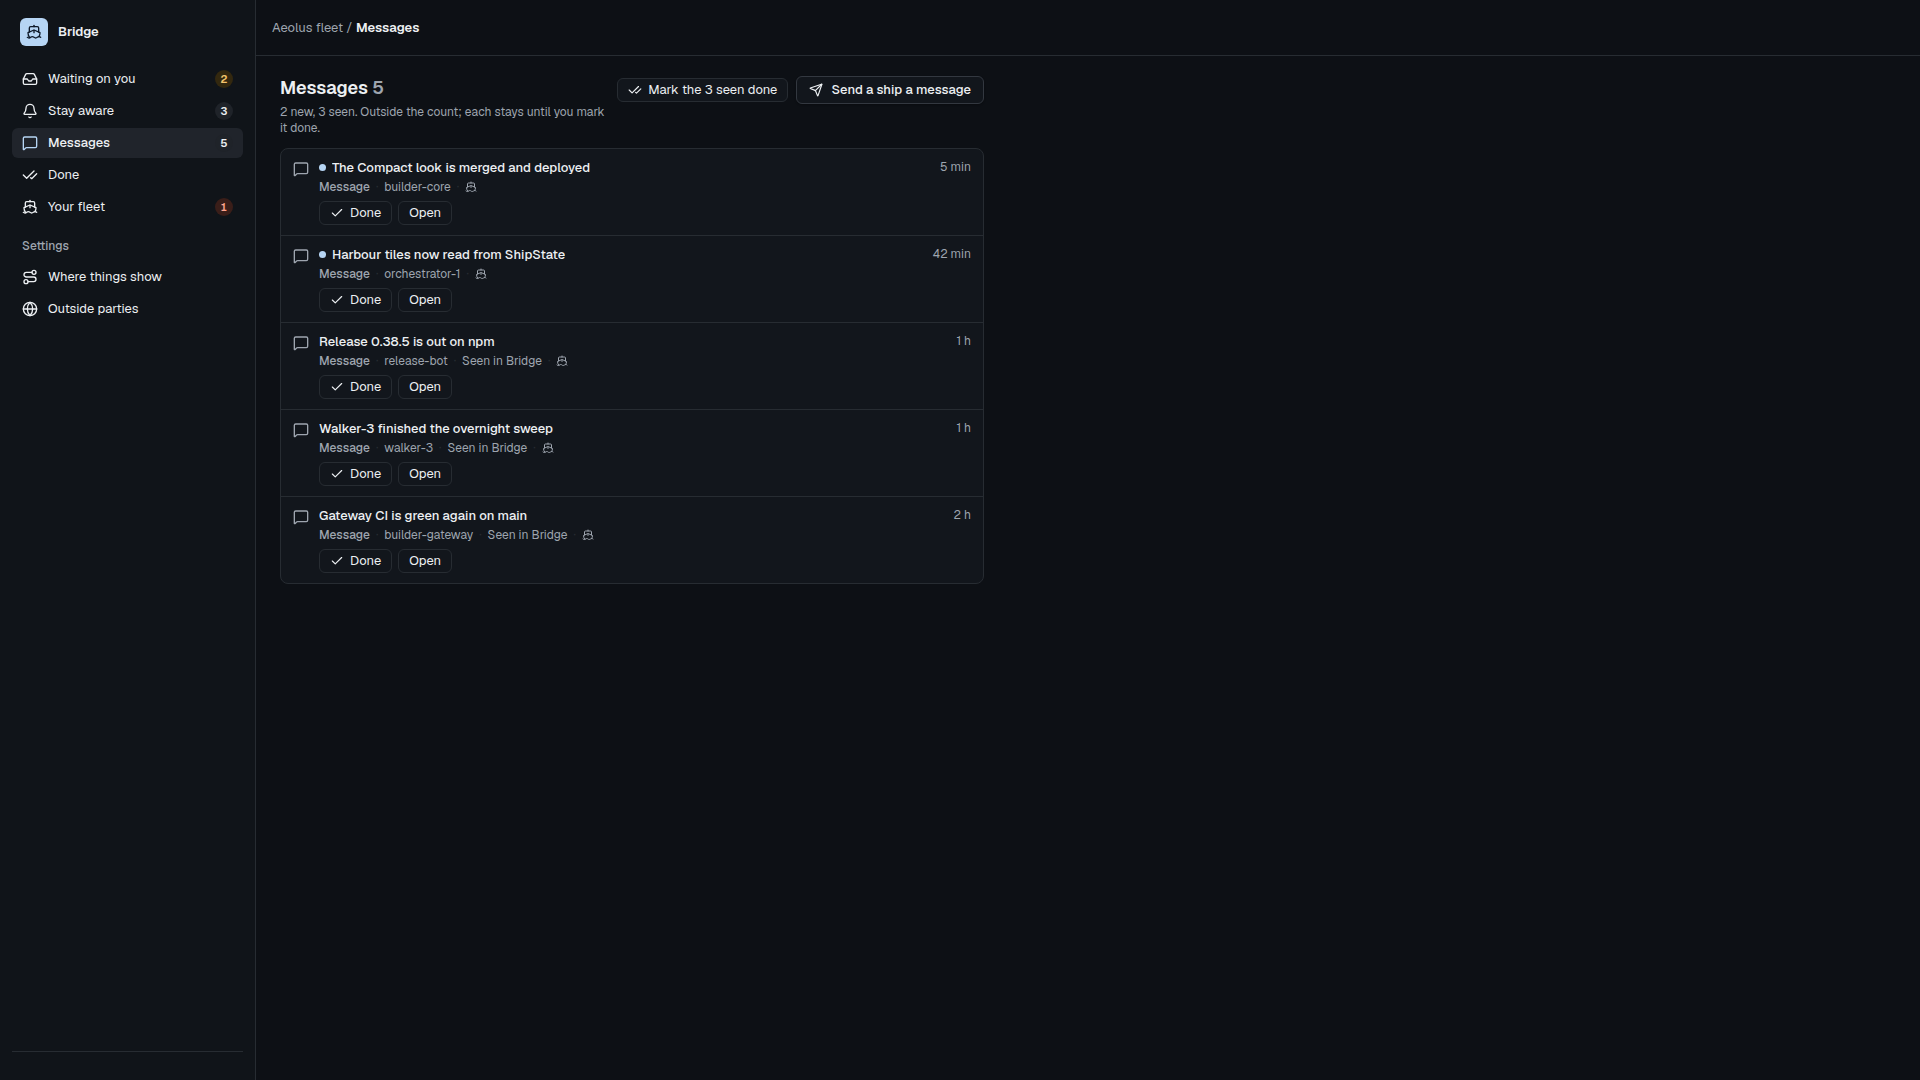 Bridge
Waiting on you 2
Stay aware 3
Messages 5
Done
Your fleet 1
Settings
Where things show
Outside parties
Aeolus fleet / Messages
Messages 5
Mark the 3 seen done
Send a ship a message
2 new, 3 seen. Outside the count; each stays until you mark
it done.
The Compact look is merged and deployed 5 min
Message · builder-core ·
Done Open
Harbour tiles now read from ShipState 42 min
Message · orchestrator-1 ·
Done Open
Release 0.38.5 is out on npm 1 h
Message · release-bot · Seen in Bridge ·
Done Open
Walker-3 finished the overnight sweep 1 h
Message · walker-3 · Seen in Bridge ·
Done Open
Gateway CI is green again on main 2 h
Message · builder-gateway · Seen in Bridge ·
Done Open